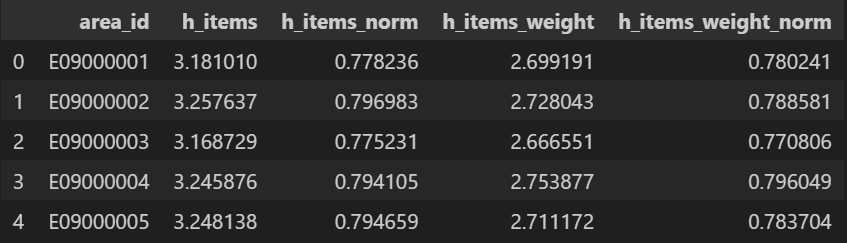 area_id h_items h_items_norm h_items_weight h_items_weight_norm
0 E09000001 3.181010 0.778236 2.699191 0.780241
1 E09000002 3.257637 0.796983 2.728043 0.788581
2 E09000003 3.168729 0.775231 2.666551 0.770806
3 E09000004 3.245876 0.794105 2.753877 0.796049
4 E09000005 3.248138 0.794659 2.711172 0.783704